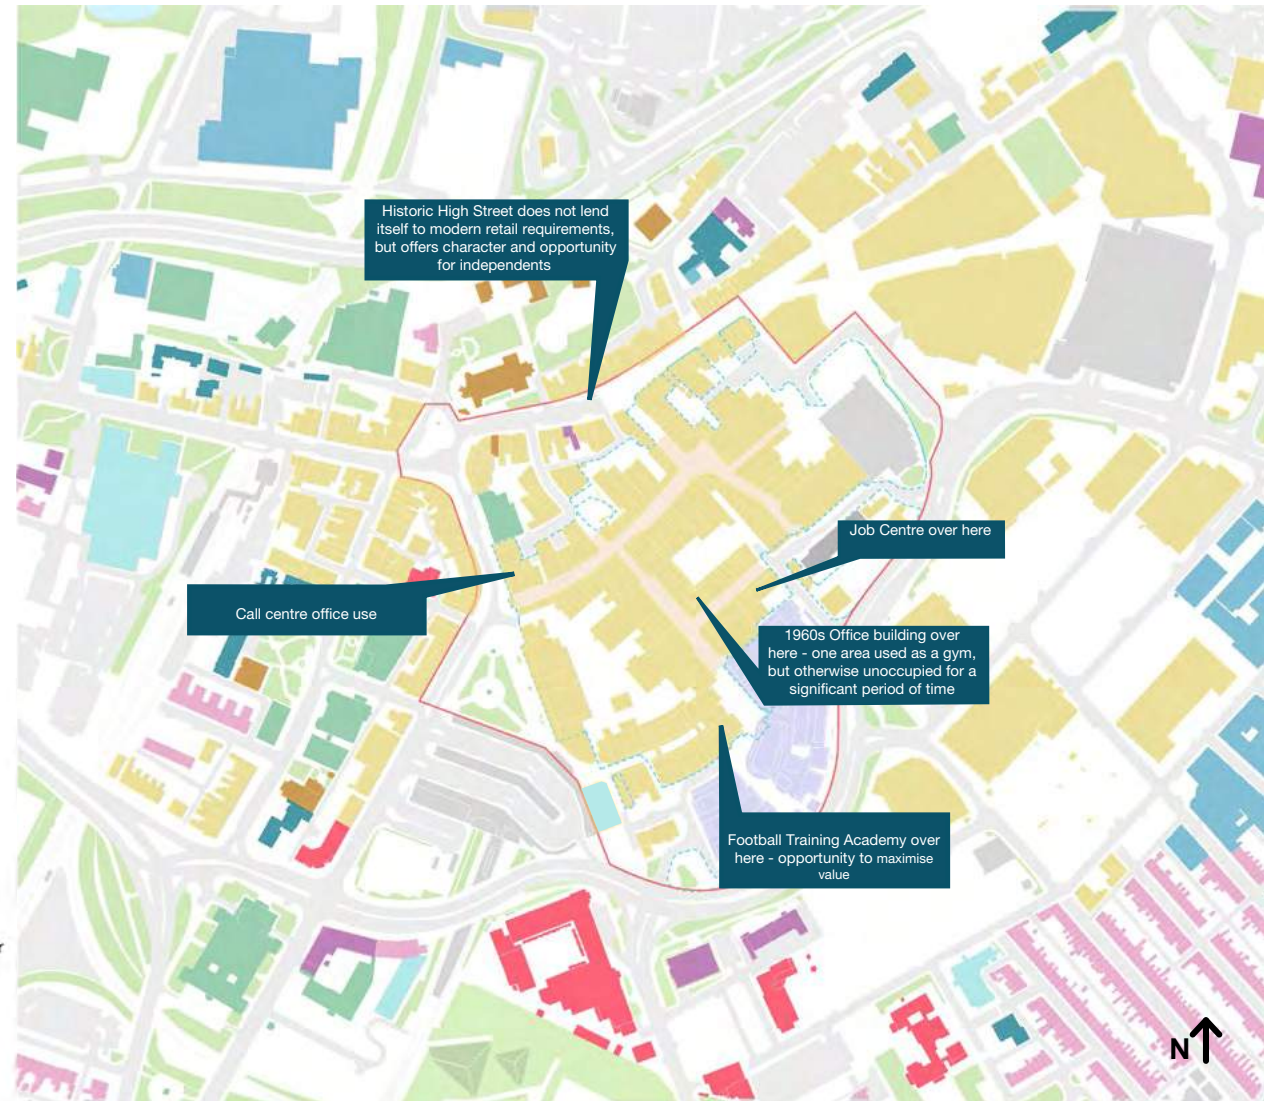 Historic High Street does not lend
itself to modern retail requirements,
but offers character and opportunity
for independents
Job Centre over here
Call centre office use
1960s Office building over
here - one area used as a gym,
but otherwise unoccupied for a
significant period of time
Football Training Academy over
here - opportunity to maximise
value
N